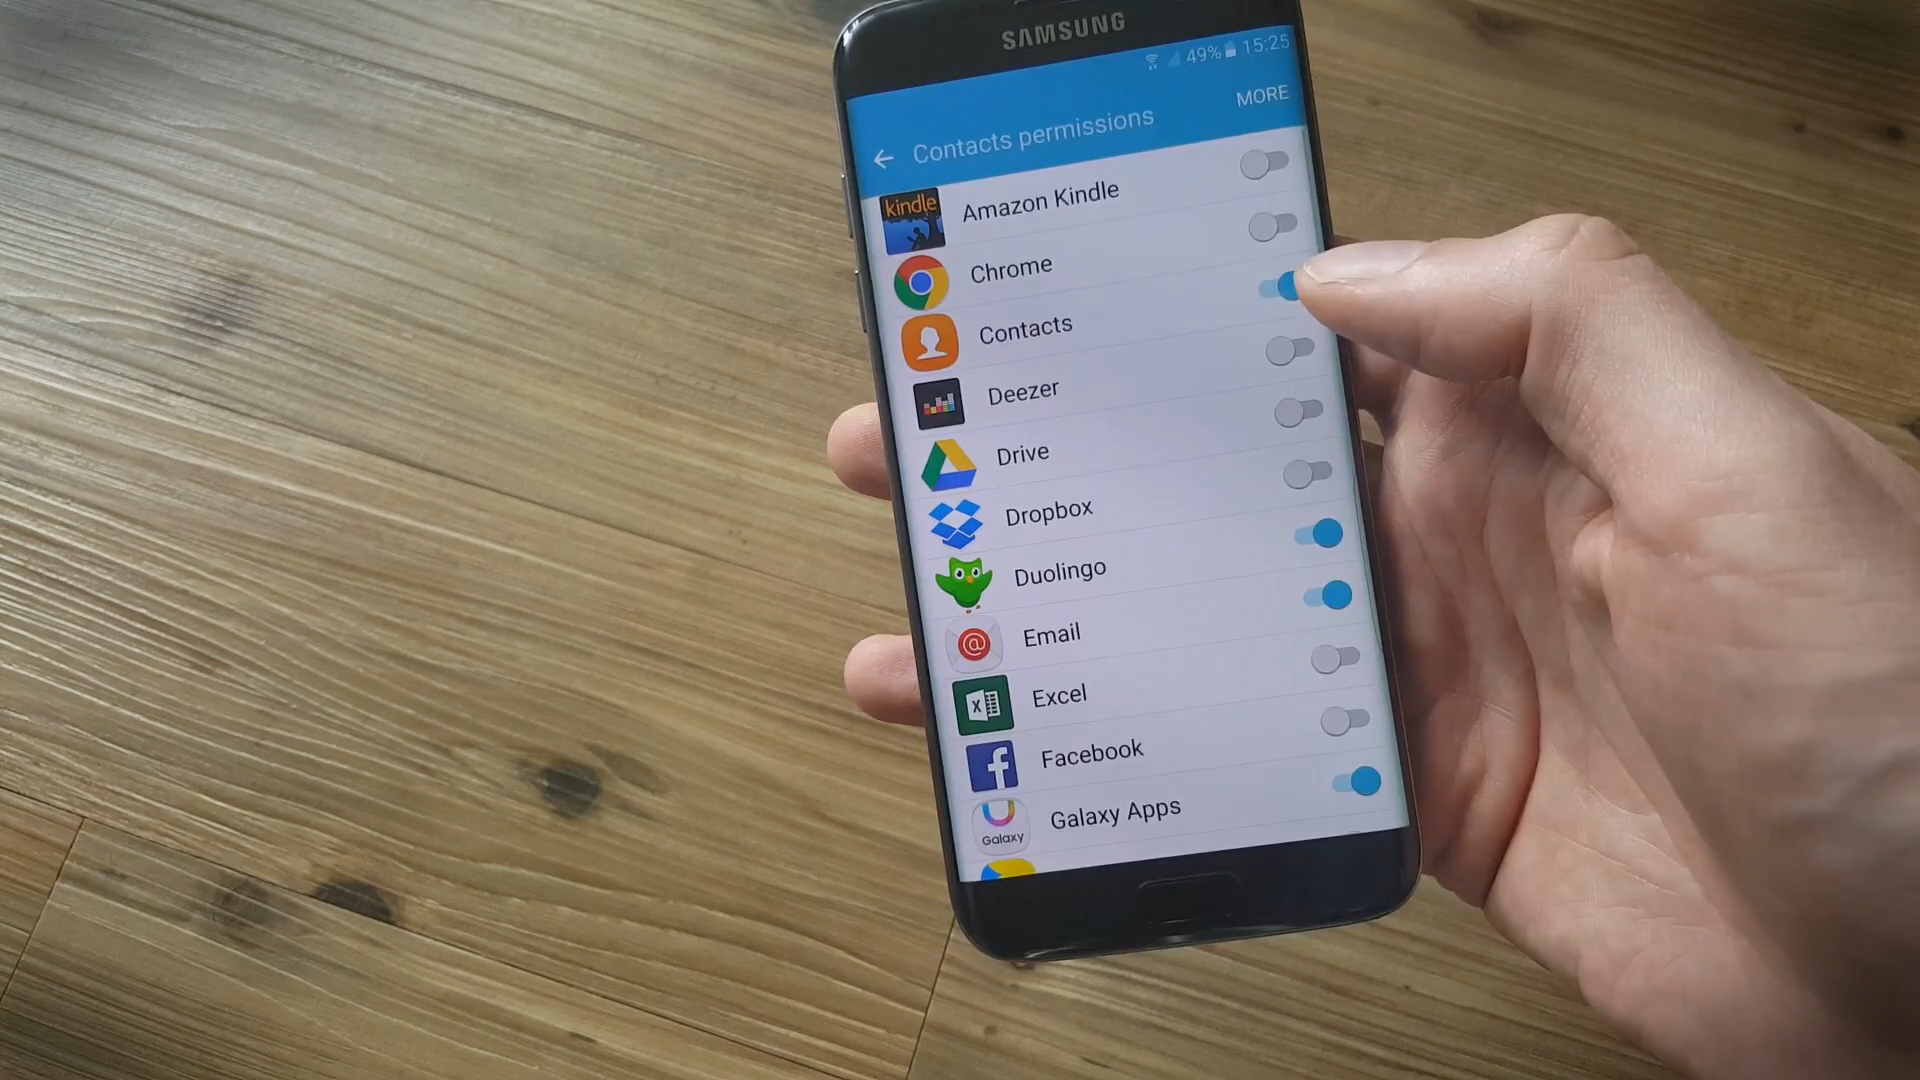 SAMSUNG
49% 15:25
MORE
Contacts permissions
kindle
Amazon Kindle
Chrome
Contacts
Deezer
Drive
Dropbox
Duolingo
@
Email
X
Excel
f
Facebook
Galaxy
Galaxy Apps